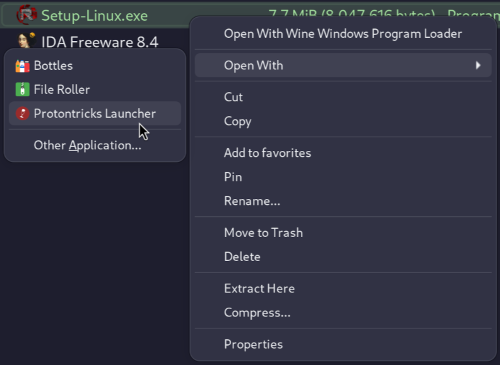 Setup-Linux.exe
7.7 MiB (8,047,616 bytes)
IDA Freeware 8.4
Bottles
File Roller
Protontricks Launcher
Other Application...
Open With Wine Windows Program Loader
Open With
Cut
Copy
Add to favorites
Pin
Rename...
Move to Trash
Delete
Extract Here
Compress...
Properties